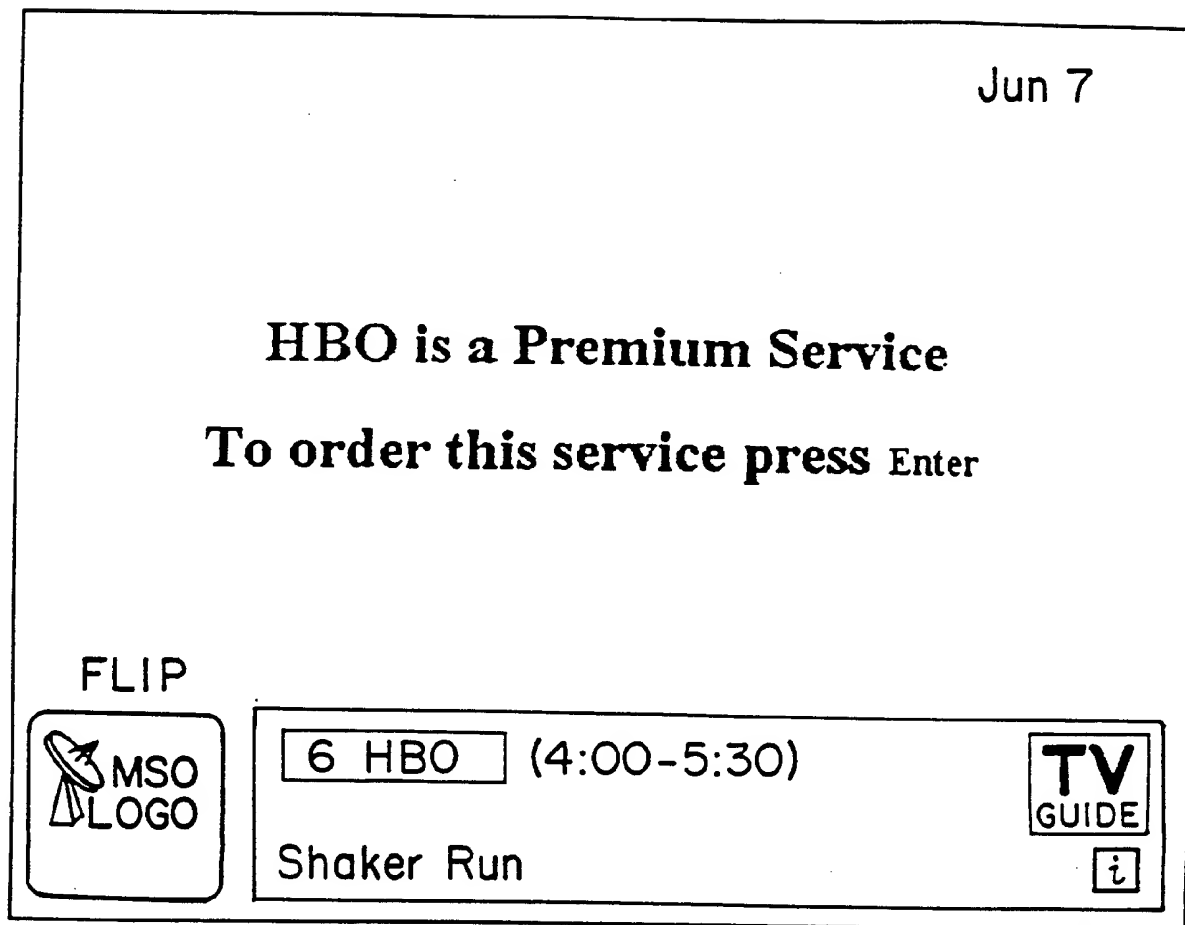 Jun 7
HBO is a Premium Service
To order this service press Enter
FLIP
MSO
LOGO
6 HBO (4:00-5:30)
TV
GUIDE
Shaker Run
i